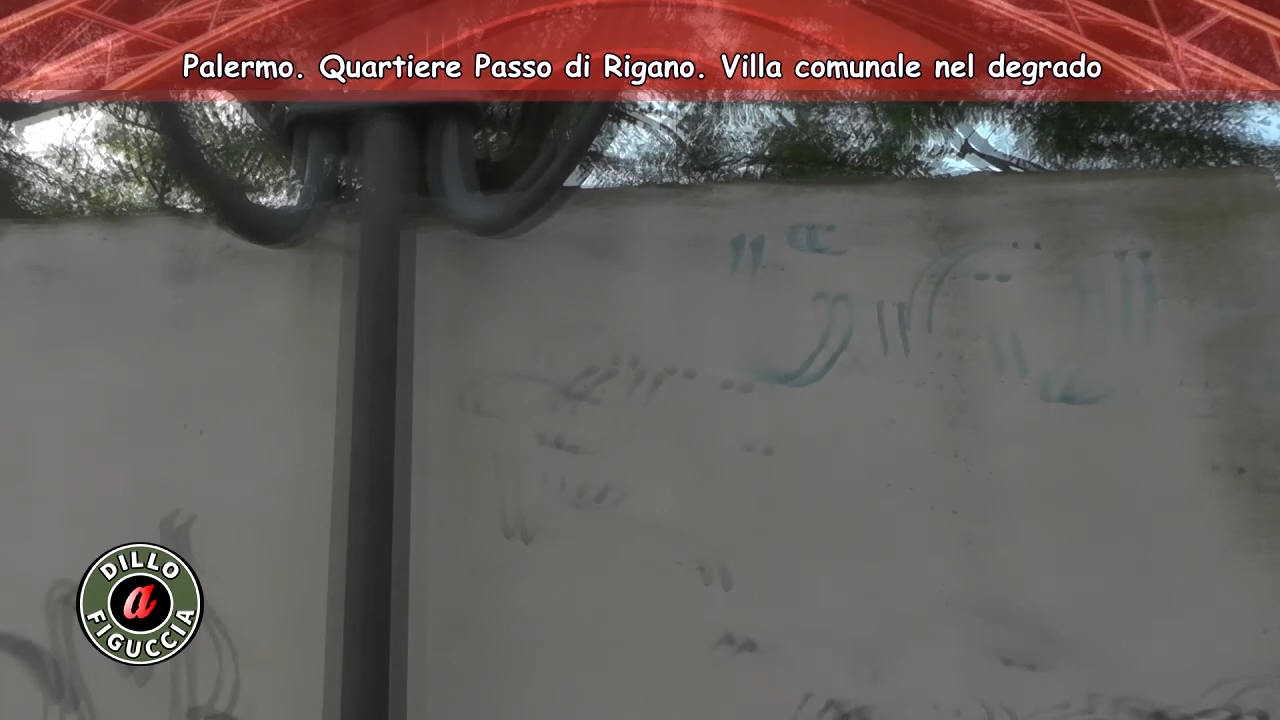 Palermo. Quartiere Passo di Rigano. Villa comunale nel degrado
DILLO
a
FIGUCCIA